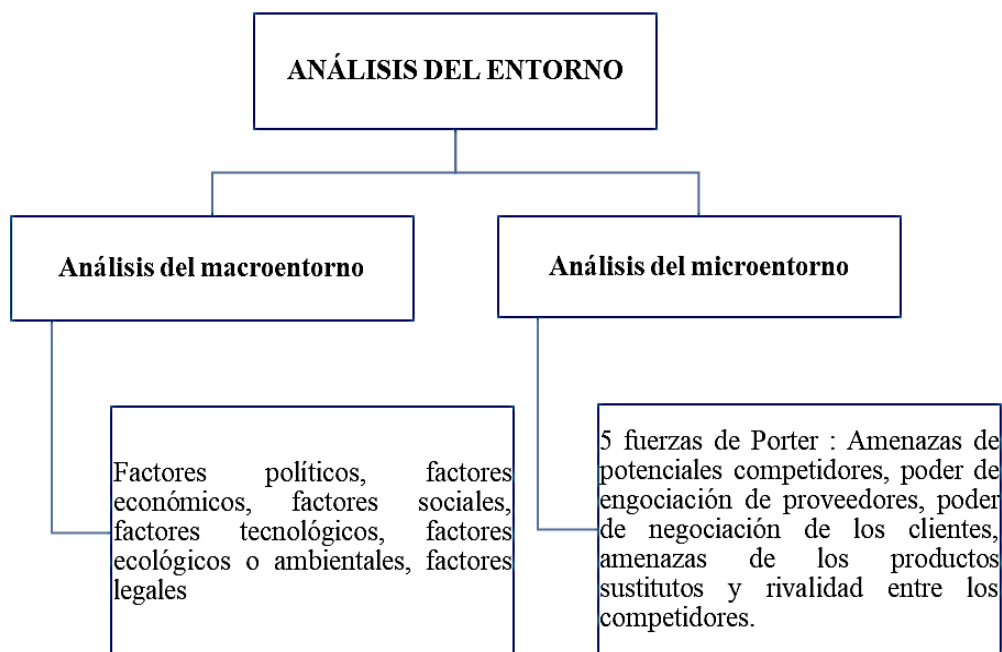 ANÁLISIS DEL ENTORNO
Análisis del macroentorno
Análisis del microentorno
Factores políticos, factores
económicos, factores sociales,
factores tecnológicos, factores
ecológicos o ambientales, factores
legales
5 fuerzas de Porter : Amenazas de
potenciales competidores, poder de
engociación de proveedores, poder
de negociación de los clientes,
amenazas de los productos
sustitutos y rivalidad entre los
competidores.